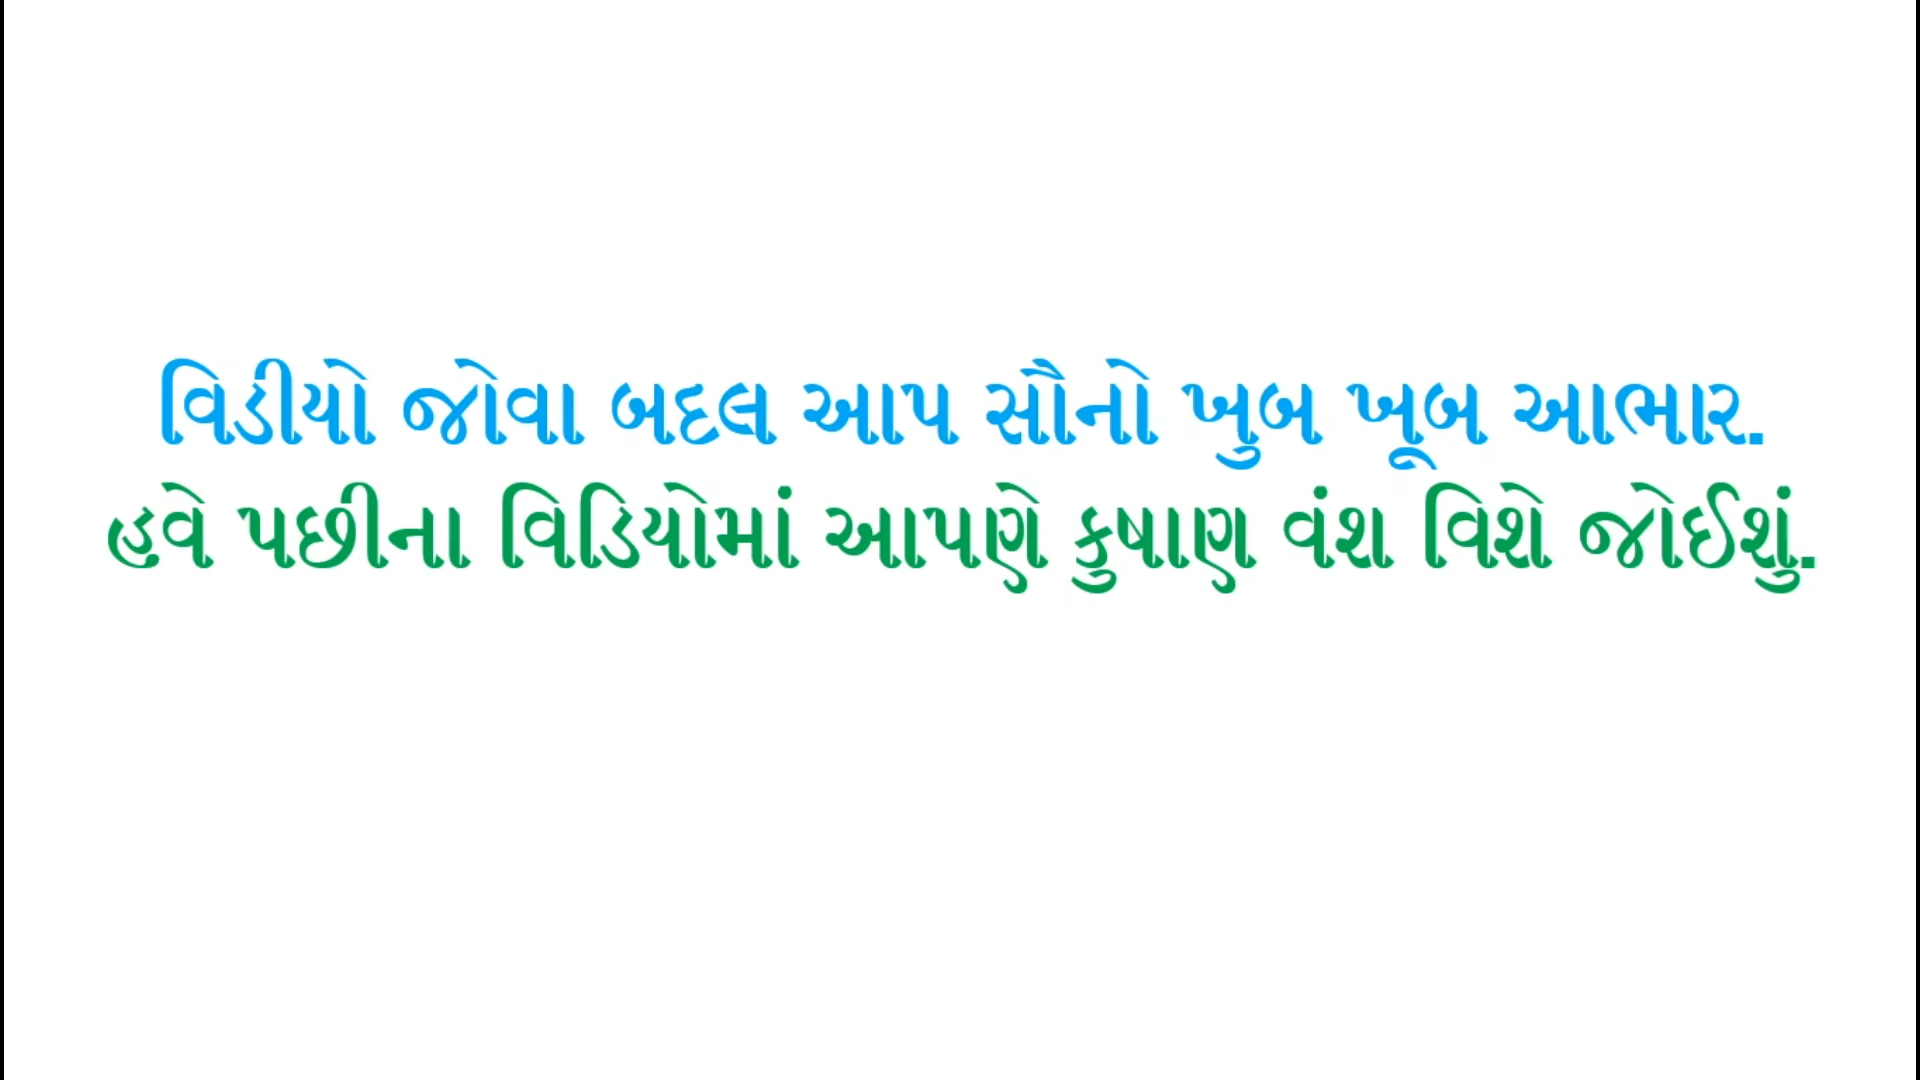 વિડીયો જોવા બદલ આપ સૌનો ખુબ ખૂબ આભાર.
હવે પછીના વિડિયોમાં આપણે કુષાણ વંશ વિશે જોઈશું.